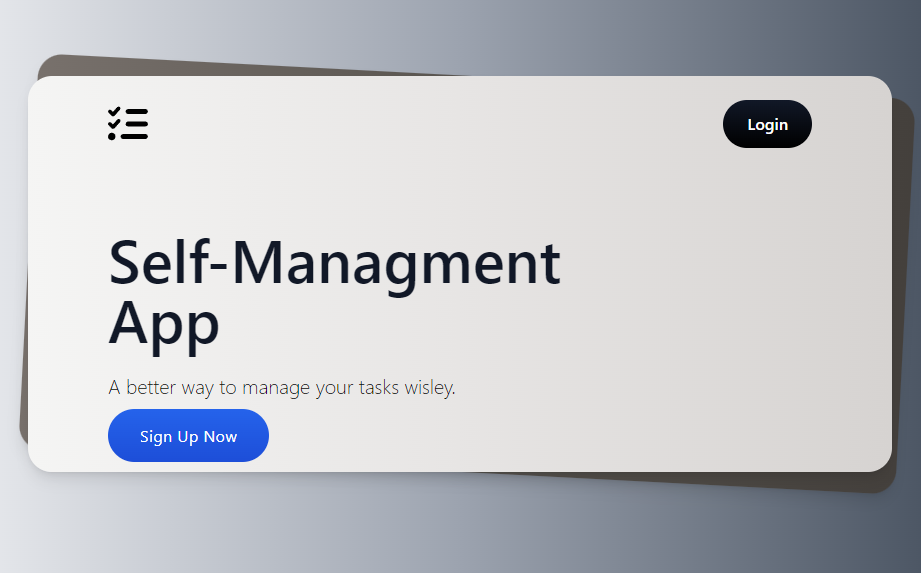 Login
Self-Managment
App
A better way to manage your tasks wisley.
Sign Up Now